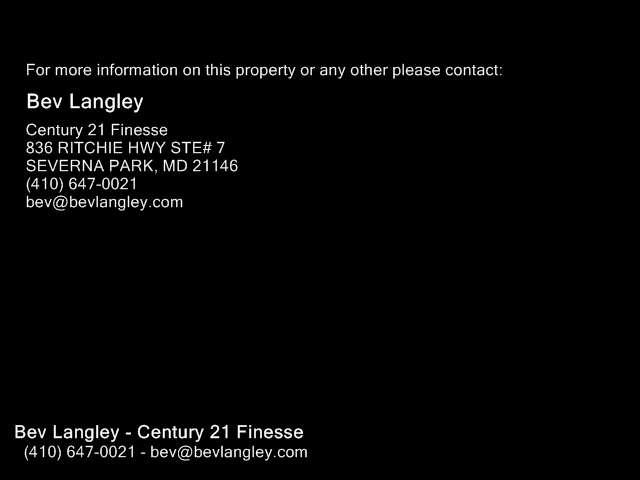 For more information on this property or any other please contact:
Bev Langley
Century 21 Finesse
836 RITCHIE HWY STE# 7
SEVERNA PARK, MD 21146
(410) 647-0021
bev@bevlangley.com
Bev Langley - Century 21 Finesse
(410) 647-0021 - bev@bevlangley.com